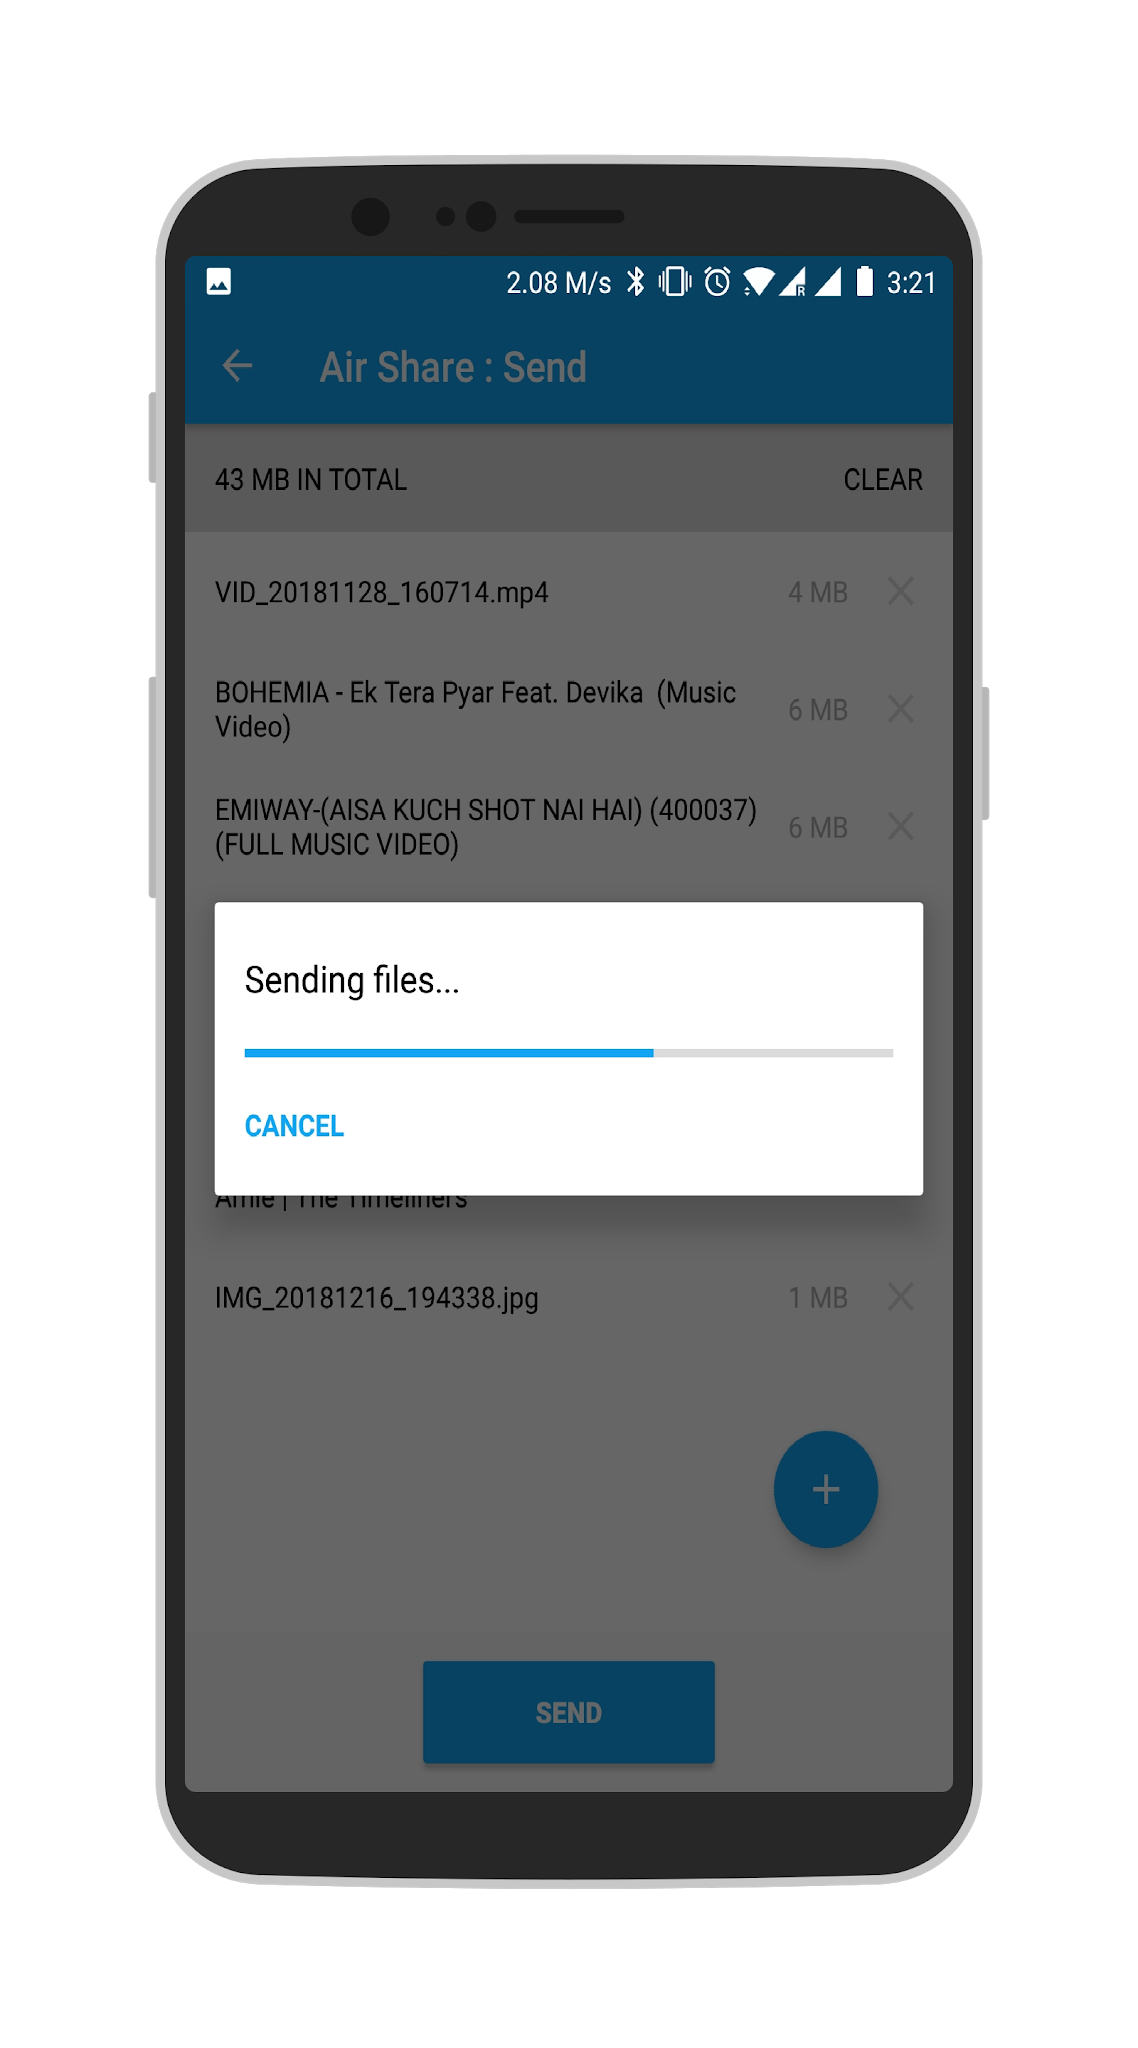 2.08 M/s R 3:21
Air Share : Send
43 MB IN TOTAL CLEAR
VID_20181128_160714.mp4 4 MB
BOHEMIA - Ek Tera Pyar Feat. Devika (Music
Video) 6 MB
EMIWAY-(AISA KUCH SHOT NAI HAI) (400037)
(FULL MUSIC VIDEO) 6 MB
Sending files...
CANCEL
| The Timeliners
IMG_20181216_194338.jpg 1 MB
+
SEND